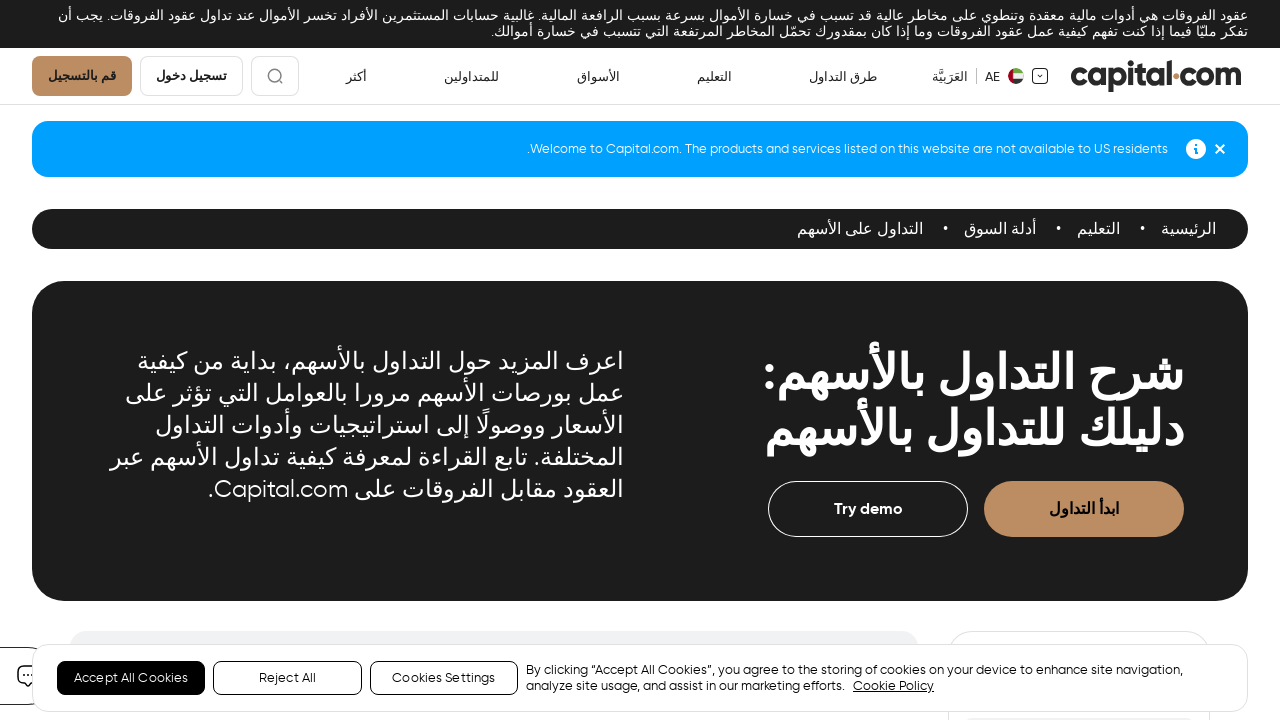 عقود الفروقات هي أدوات مالية معقدة وتنطوي على مخاطر عالية قد تسبب في خسارة الأموال بسرعة بسبب الرافعة المالية. غالبية حسابات المستثمرين الأفراد تخسر الأموال عند تداول عقود الفروقات. يجب أن
تفكر مليّا فيما إذا كنت تفهم كيفية عمل عقود الفروقات وما إذا كان بمقدورك تحمّل المخاطر المرتفعة التي تتسبب في خسارة أموالك.
capital.com AE العَرَبيَّة طرق التداول التعليم الأسواق للمتداولين أكثر تسجيل دخول قم بالتسجيل
Welcome to Capital.com. The products and services listed on this website are not available to US residents.
الرئيسية • التعليم • أدلة السوق • التداول على الأسهم
شرح التداول بالأسهم:
دليلك للتداول بالأسهم
ابدأ التداول Try demo
اعرف المزيد حول التداول بالأسهم، بداية من كيفية
عمل بورصات الأسهم مرورا بالعوامل التي تؤثر على
الأسعار ووصولًا إلى استراتيجيات وأدوات التداول
المختلفة. تابع القراءة لمعرفة كيفية تداول الأسهم عبر
العقود مقابل الفروقات على Capital.com.
By clicking “Accept All Cookies”, you agree to the storing of cookies on your device to enhance site navigation,
analyze site usage, and assist in our marketing efforts. Cookie Policy
Accept All Cookies Reject All Cookies Settings